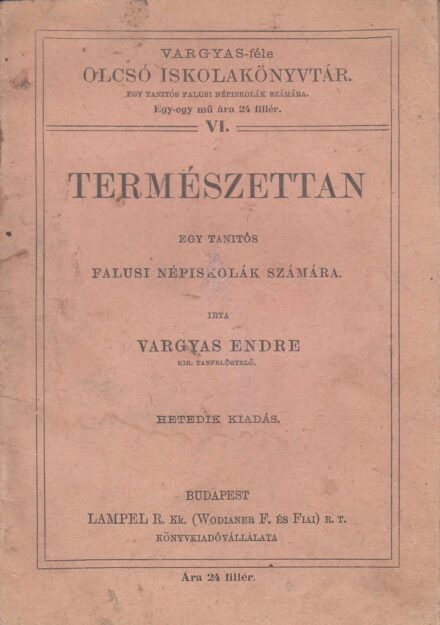 VARGYAS-féle
OLCSÓ ISKOLAKÖNYVTÁR.
EGY TANITÓS FALUSI NÉPISKOLÁK SZÁMÁRA.
Egy-egy mű ára 24 fillér.
VI.
TERMÉSZETTAN
EGY TANITÓS
FALUSI NÉPISKOLÁK SZÁMÁRA.
IRTA
VARGYAS ENDRE
KIR. TANFELÜGYELŐ.
HETEDIK KIADÁS.
BUDAPEST
LAMPEL R. Kk. (WODIANER F. ÉS FIAI) R. T.
KÖNYVKIADÓVÁLLALATA
Ára 24 fillér.